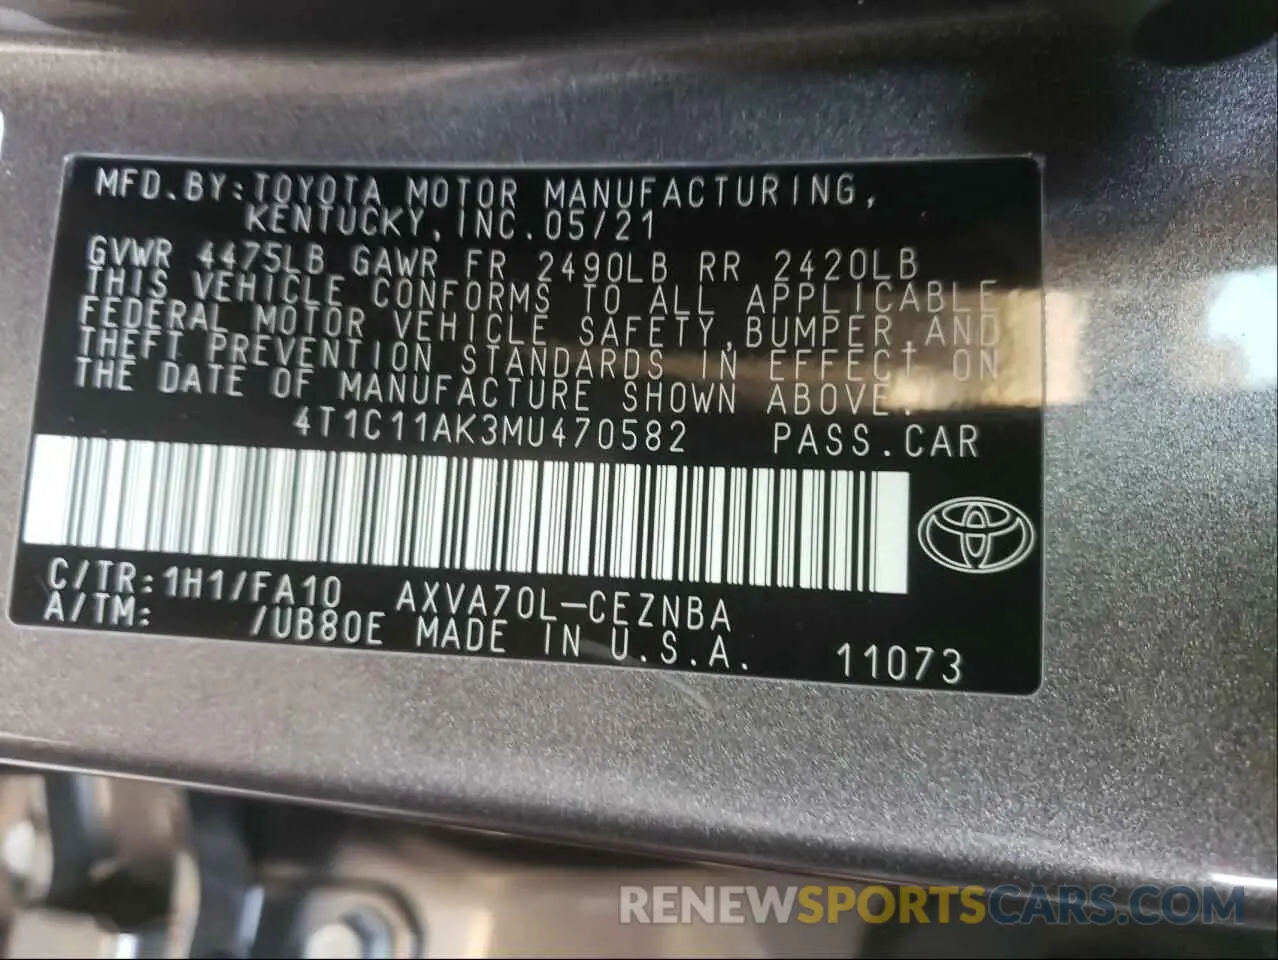 MFD.BY:TOYOTA MOTOR MANUFACTURING,
KENTUCKY,INC.05/21
GVWR 4475LB GAWR FR 2490LB RR 2420LB
THIS VEHICLE CONFORMS TO ALL APPLICABLE
FEDERAL MOTOR VEHICLE SAFETY,BUMPER,AND
THEFT PREVENTION STANDARDS IN EFFECT ON
THE DATE OF MANUFACTURE SHOWN ABOVE.
4T1C11AK3MU470582 PASS.CAR
C/TR:1H1/FA10 AXVA70L-CEZNBA
A/TM: /UB80E MADE IN U.S.A.
11073
RENEWSPORTSCARS.COM